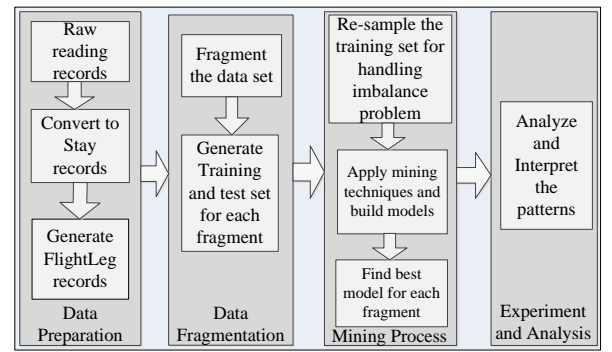 Raw
reading
records
Convert to
Stay
records
Generate
FlightLeg
records
Data
Preparation
Fragment
the data set
Generate
Training
and test set
for each
fragment
Data
Fragmentation
Re-sample the
training set for
handling
imbalance
problem
Apply mining
techniques and
build models
Find best
model for each
fragment
Mining Process
Analyze
and
Interpret
the
patterns
Experiment
and Analysis